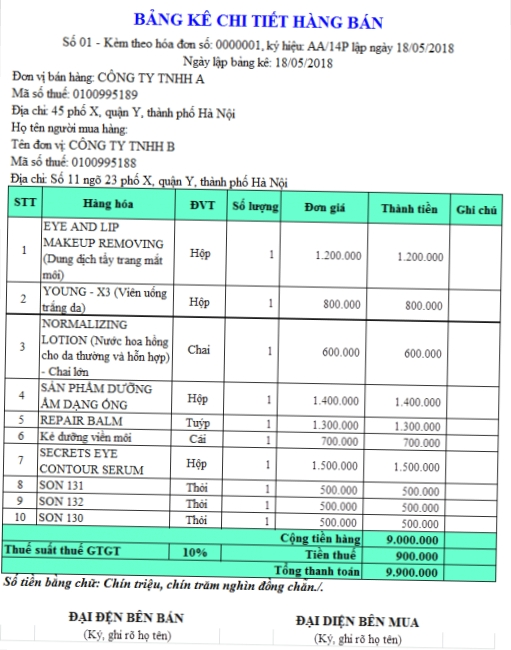 BẢNG KÊ CHI TIẾT HÀNG BÁN
Số 01 - Kèm theo hóa đơn số: 0000001, ký hiệu: AA/14P lập ngày 18/05/2018
Ngày lập bảng kê: 18/05/2018
Đơn vị bán hàng: CÔNG TY TNHH A
Mã số thuế: 0100995189
Địa chỉ: 45 phố X, quận Y, thành phố Hà Nội
Họ tên người mua hàng:
Tên đơn vị: CÔNG TY TNHH B
Mã số thuế: 0100995188
Địa chỉ: Số 11 ngõ 23 phố X, quận Y, thành phố Hà Nội
STT Hàng hóa ĐVT Số lượng Đơn giá Thành tiền Ghi chú
EYE AND LIP
MAKEUP REMOVING
1 (Dung dịch tẩy trang mắt Hộp 1 1.200.000 1.200.000
môi)
2 YOUNG - X3 (Viên uống Hộp 1 800.000 800.000
trắng da)
NORMALIZING
LOTION (Nước hoa hồng
3 cho da thường và hỗn hợp) Chai 1 600.000 600.000
- Chai lớn
4 SẢN PHẨM DƯỠNG Hộp 1 1.400.000 1.400.000
ẨM DẠNG ỐNG
5 REPAIR BALM Tuýp 1 1.300.000 1.300.000
6 Kẻ dưỡng viền môi Cái 1 700.000 700.000
7 SECRETS EYE Hộp 1 1.500.000 1.500.000
CONTOUR SERUM
8 SON 131 Thỏi 1 500.000 500.000
9 SON 132 Thỏi 1 500.000 500.000
10 SON 130 Thỏi 1 500.000 500.000
Cộng tiền hàng 9.000.000
Thuế suất thuế GTGT 10% Tiền thuế 900.000
Tổng thanh toán 9.900.000
Số tiền bằng chữ: Chín triệu, chín trăm nghìn đồng chẵn./.
ĐẠI ĐỆN BÊN BÁN ĐẠI DIỆN BÊN MUA
(Ký, ghi rõ họ tên) (Ký, ghi rõ họ tên)